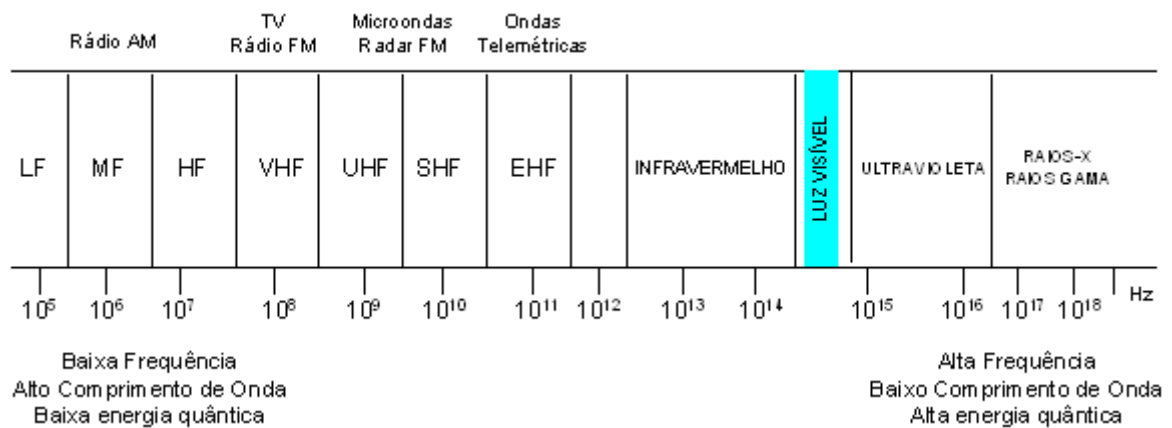 Rádio AM
TV
Rádio FM
Microondas
Radar FM
Ondas
Telemétricas
LF
MF
HF
VHF
UHF
SHF
EHF
INFRAVERMELHO
LUZ VISÍVEL
ULTRAVIOLETA
RAIOS-X
RAIOS GAMA
10⁵ 10⁶ 10⁷ 10⁸ 10⁹ 10¹⁰ 10¹¹ 10¹² 10¹³ 10¹⁴ 10¹⁵ 10¹⁶ 10¹⁷ 10¹⁸ Hz
Baixa Frequência
Alto Comprimento de Onda
Baixa energia quântica
Alta Frequência
Baixo Comprimento de Onda
Alta energia quântica